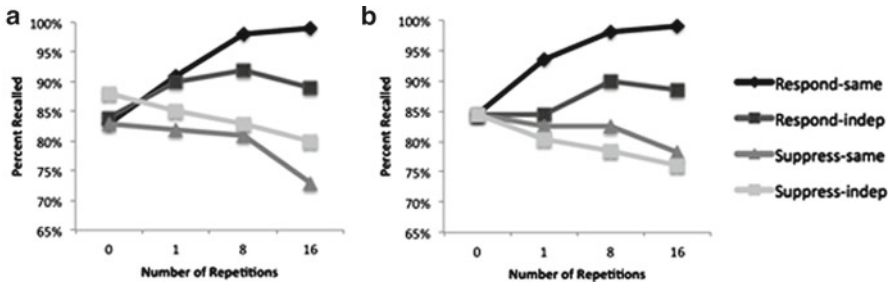 a
100%
95%
90%
85%
80%
75%
70%
65%
Percent Recalled
0 1 8 16
Number of Repetitions
b
100%
95%
90%
85%
80%
75%
70%
65%
Percent Recalled
0 1 8 16
Number of Repetitions
Respond-same
Respond-indep
Suppress-same
Suppress-indep